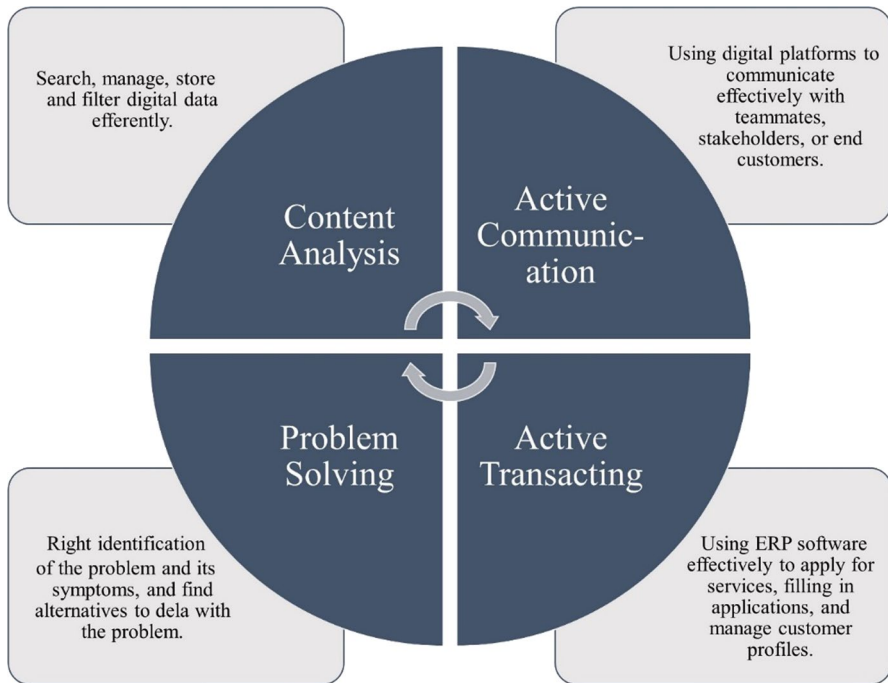 Search, manage, store
and filter digital data
efferently.
Using digital platforms to
communicate
effectively with
teammates,
stakeholders, or end
customers.
Content
Analysis
Active
Communic-
ation
Problem
Solving
Active
Transacting
Right identification
of the problem and its
symptoms, and find
alternatives to dela with
the problem.
Using ERP software
effectively to apply for
services, filling in
applications, and
manage customer
profiles.